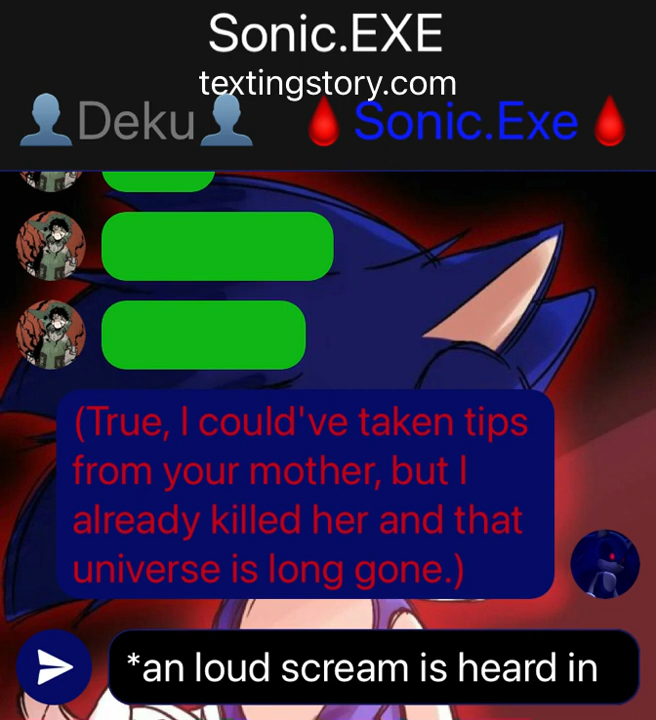 Sonic.EXE
textingstory.com
Deku
Sonic.Exe
(True, I could've taken tips
from your mother, but I
already killed her and that
universe is long gone.)
*an loud scream is heard in